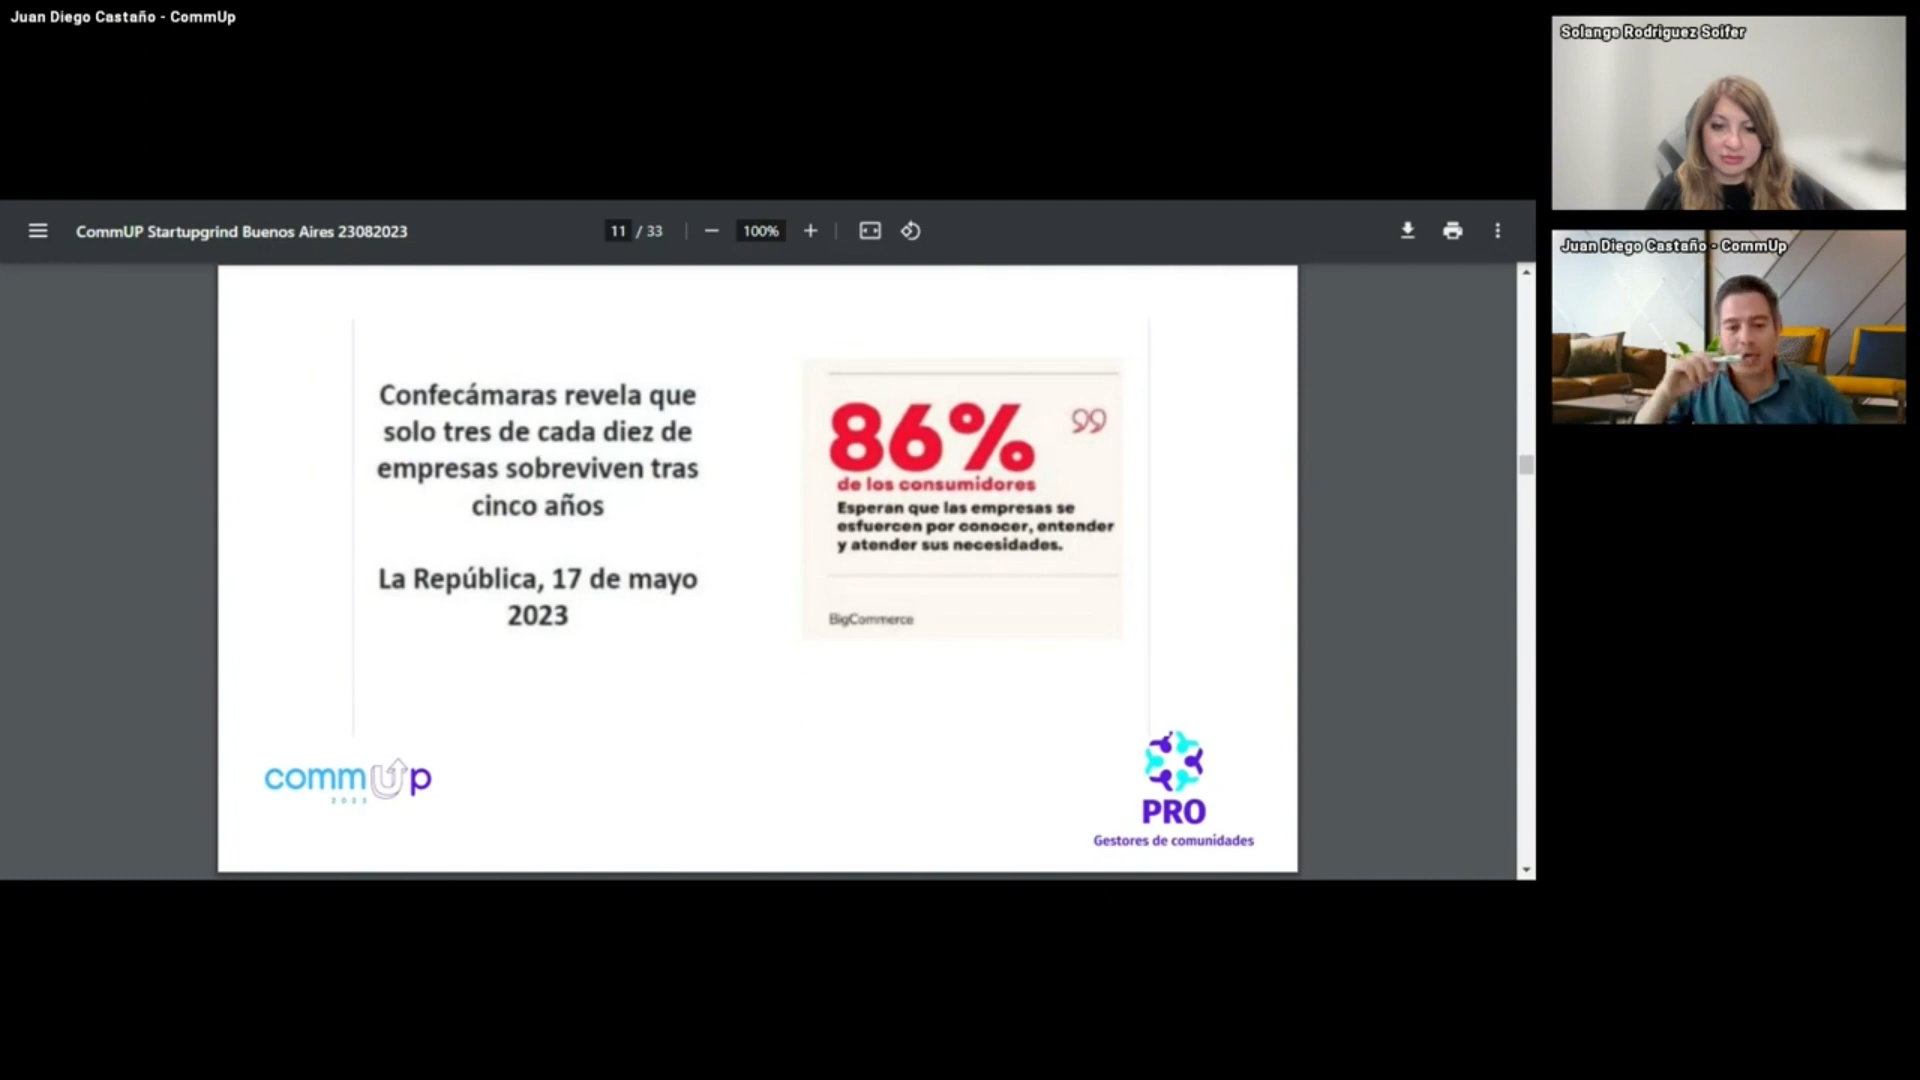 Juan Diego Castaño - CommUp
Solange Rodriguez Soifer
CommUP Startupgrind Buenos Aires 23082023
11 / 33
100%
Juan Diego Castaño - CommUp
Confecámaras revela que
solo tres de cada diez de
empresas sobreviven tras
cinco años
La República, 17 de mayo
2023
86%
de los consumidores
Esperan que las empresas se
esfuercen por conocer, entender
y atender sus necesidades.
BigCommerce
commUp
2023
PRO
Gestores de comunidades